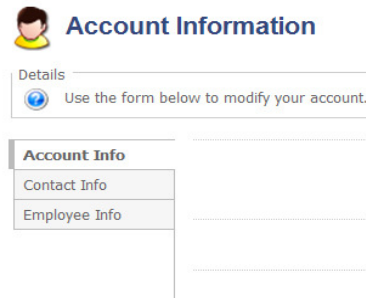 Account Information
Details
Use the form below to modify your account.
Account Info
Contact Info
Employee Info